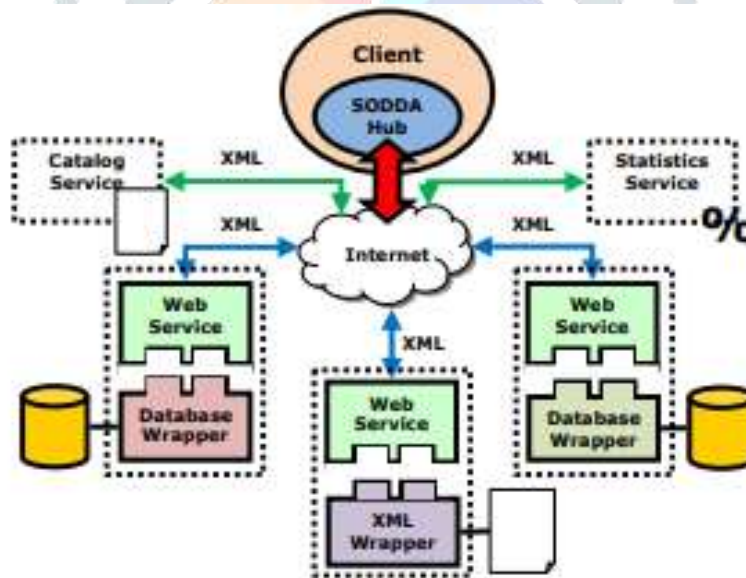 Client
SODDA
Hub
Catalog
Service
XML
XML
Statistics
Service
XML
Internet
XML
%
Web
Service
XML
Web
Service
Database
Wrapper
Web
Service
Database
Wrapper
XML
Wrapper